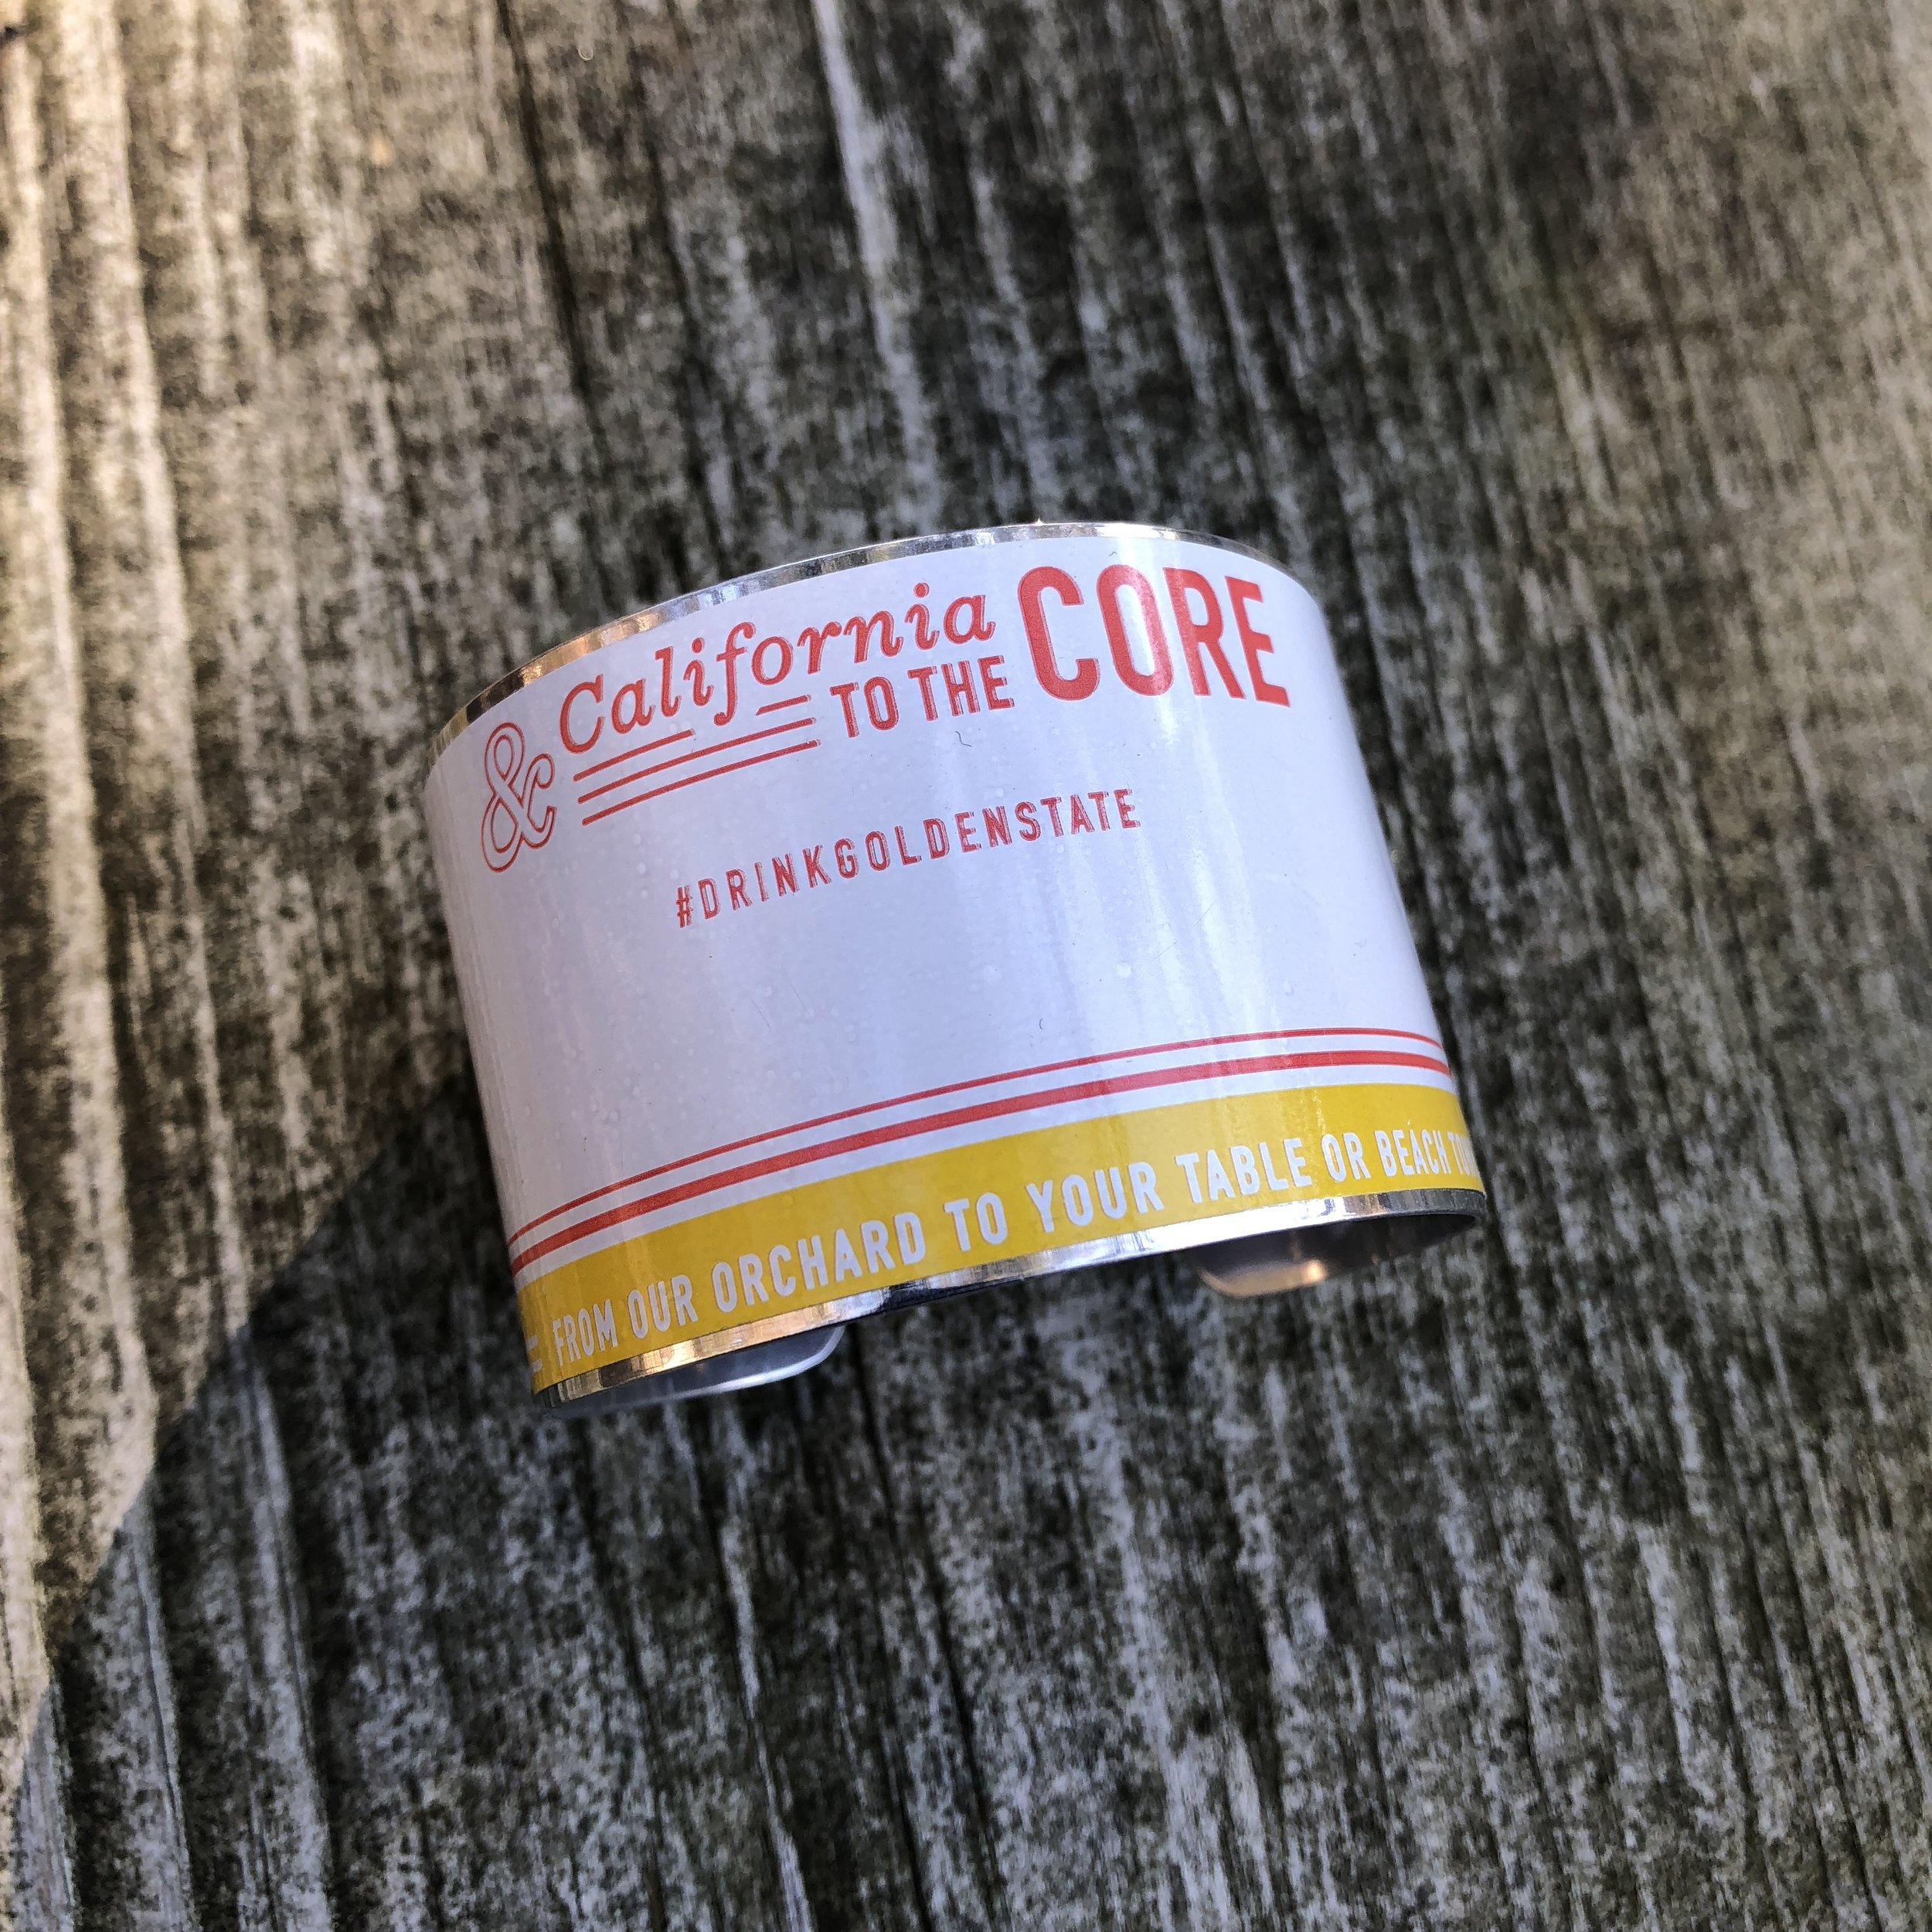 & California TO THE CORE
#DRINKGOLDENSTATE
FROM OUR ORCHARD TO YOUR TABLE OR BEACH